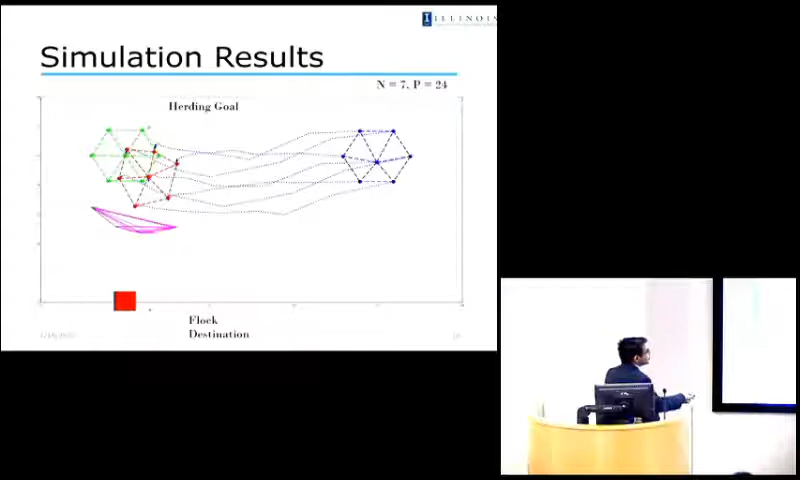 ILLINOIS
Simulation Results
N = 7, P = 24
Herding Goal
Flock
Destination